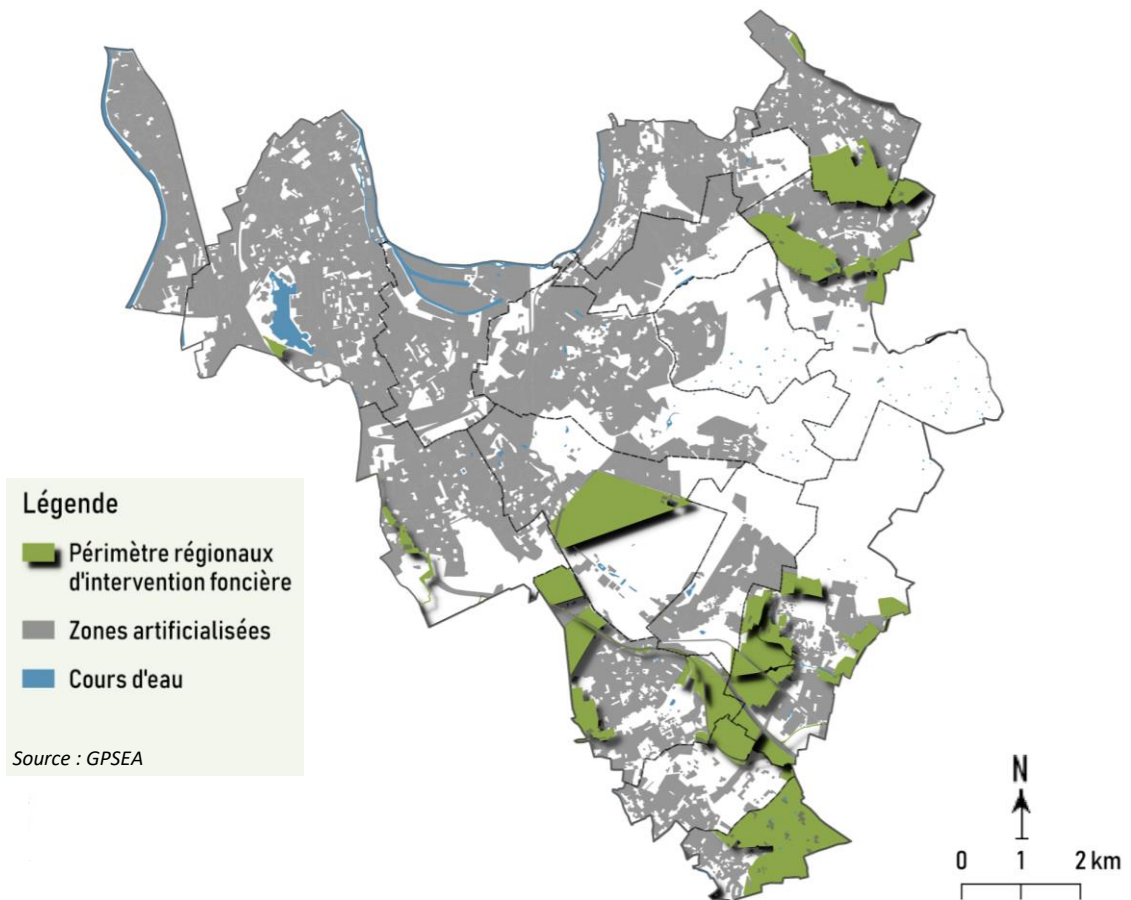 Légende
Périmètre régionaux
d'intervention foncière
Zones artificialisées
Cours d'eau
Source : GPSEA
N
0 1 2 km